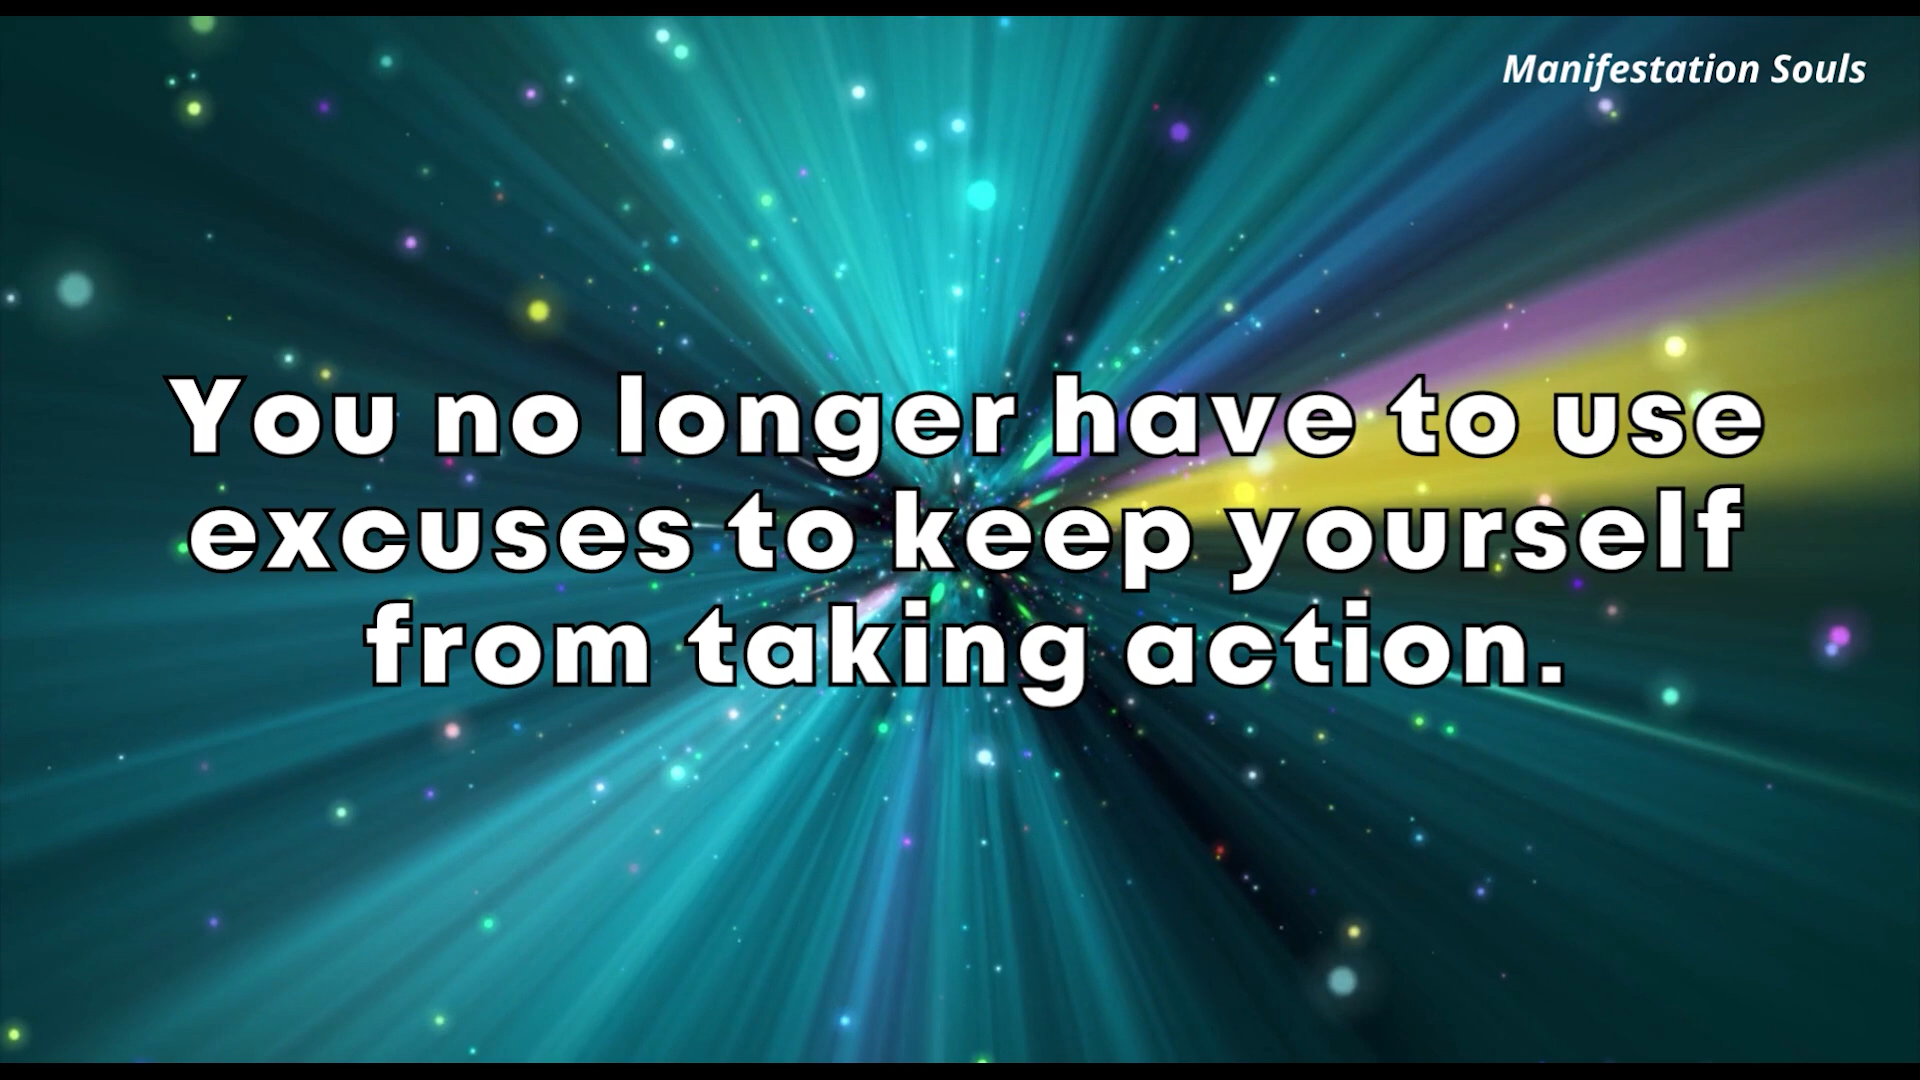 Manifestation Souls
You no longer have to use
excuses to keep yourself
from taking action.